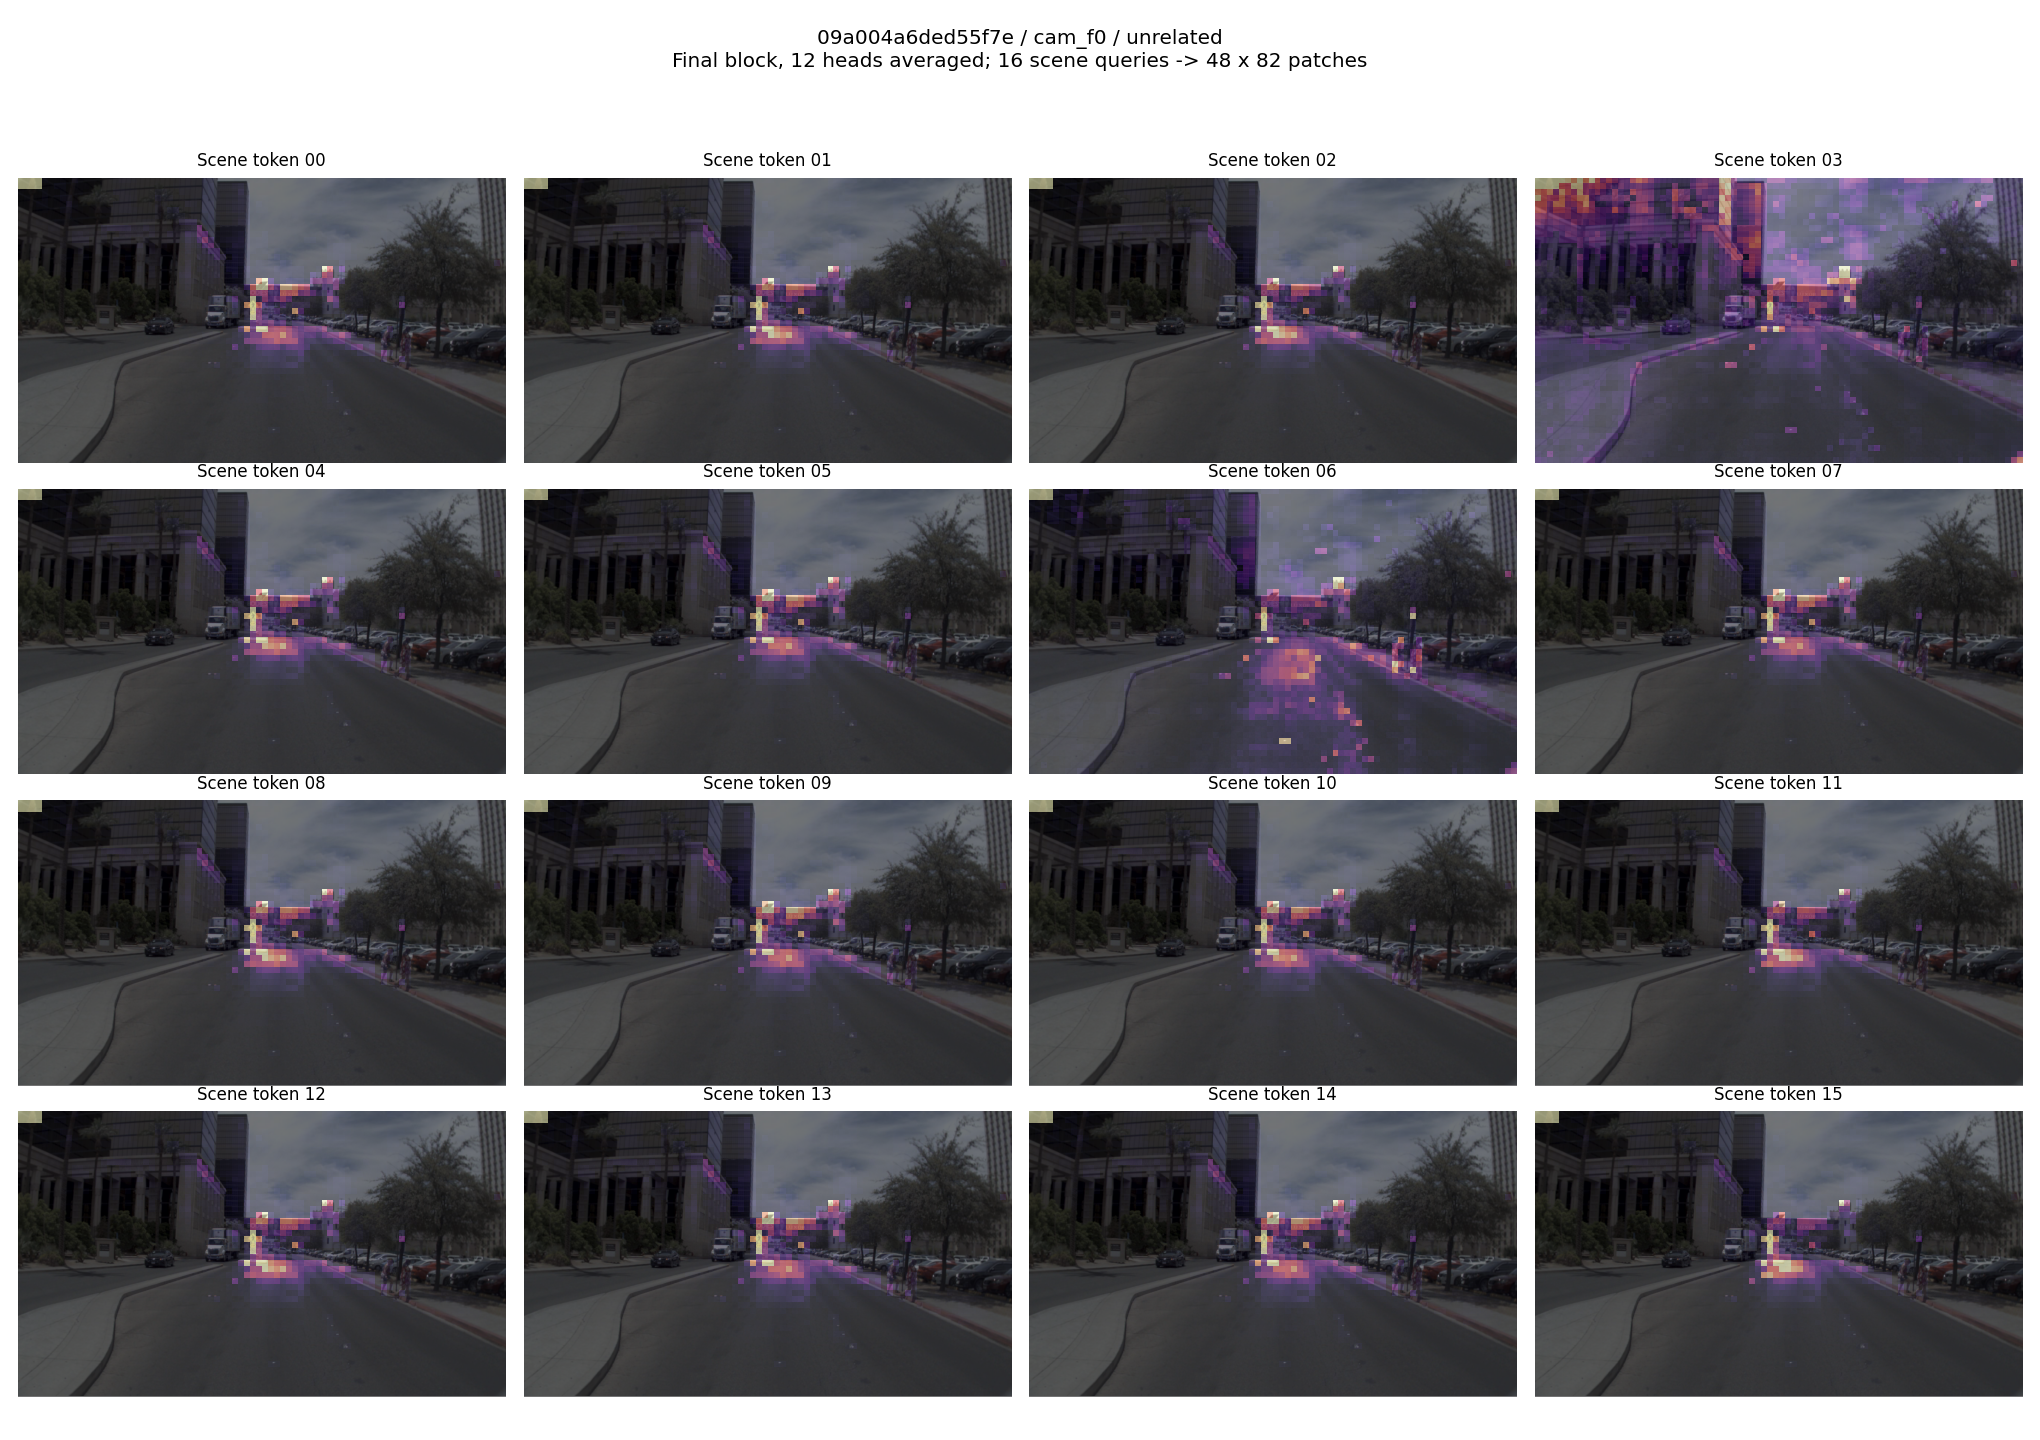 09a004a6ded55f7e / cam_f0 / unrelated
Final block, 12 heads averaged; 16 scene queries -> 48 x 82 patches
Scene token 00
Scene token 01
Scene token 02
Scene token 03
Scene token 04
Scene token 05
Scene token 06
Scene token 07
Scene token 08
Scene token 09
Scene token 10
Scene token 11
Scene token 12
Scene token 13
Scene token 14
Scene token 15